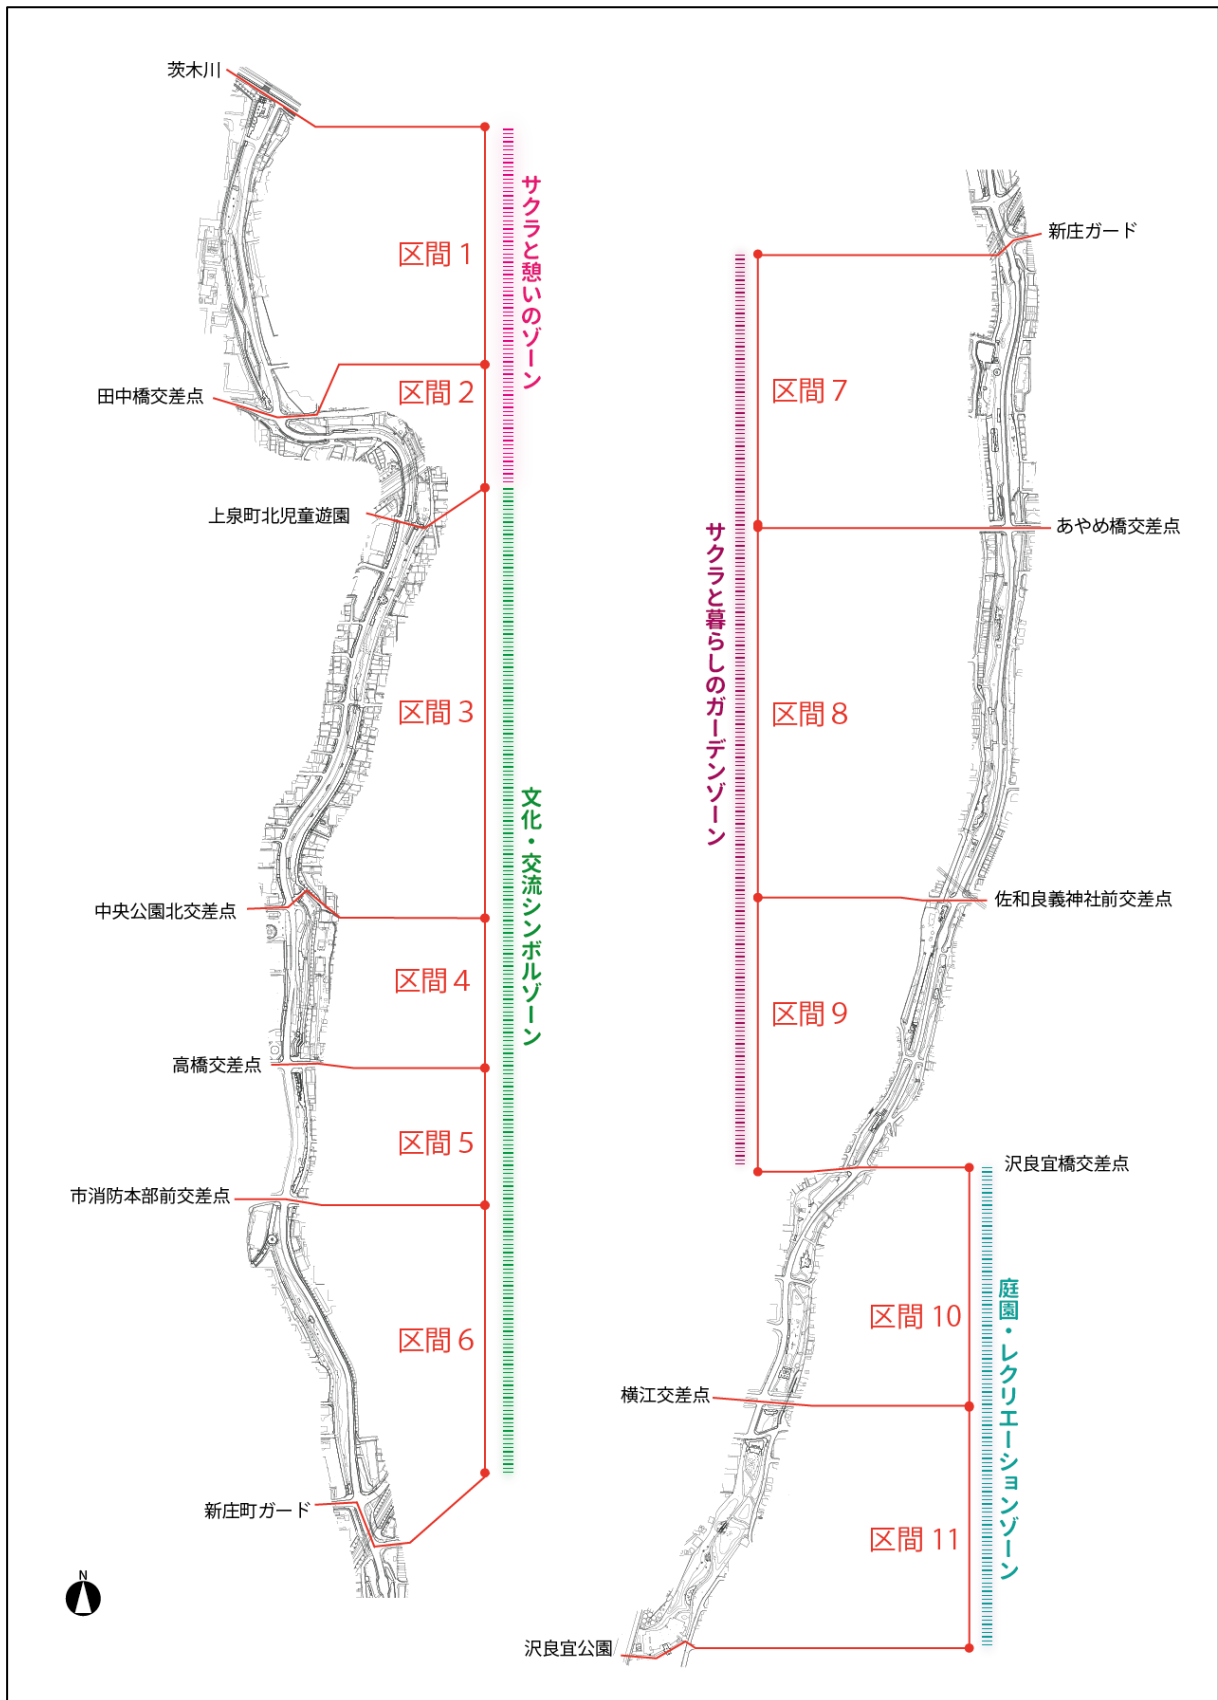 茨木川
区間 1
サクラと憩いのゾーン
田中橋交差点
区間 2
上泉町北児童遊園
区間 3
文化・交流シンボルゾーン
中央公園北交差点
区間 4
高橋交差点
区間 5
市消防本部前交差点
区間 6
新庄町ガード
N
新庄ガード
区間 7
サクラと暮らしのガーデンゾーン
あやめ橋交差点
区間 8
佐和良義神社前交差点
区間 9
沢良宜橋交差点
区間 10
庭園・レクリエーションゾーン
横江交差点
区間 11
沢良宜公園